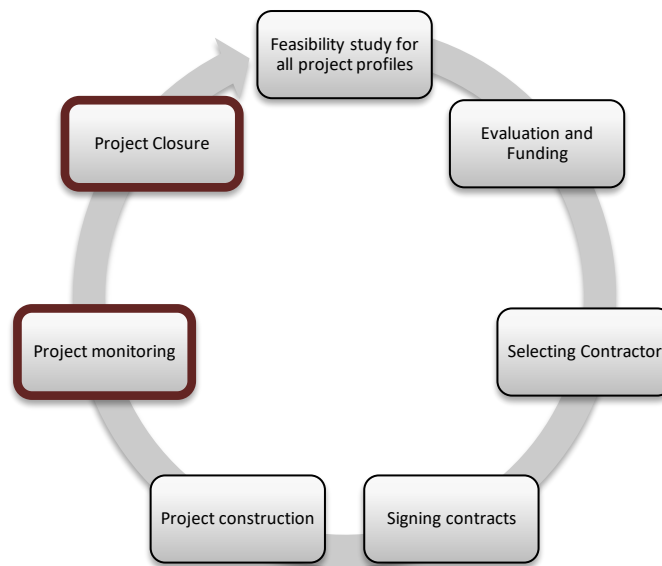 Feasibility study for
all project profiles
Evaluation and
Funding
Selecting Contractor
Signing contracts
Project construction
Project monitoring
Project Closure